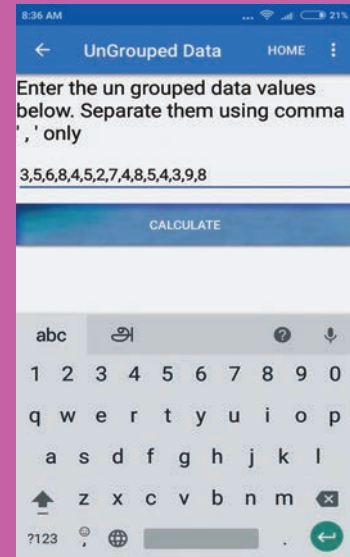 8:36 AM ... 21%
UnGrouped Data HOME
Enter the un grouped data values
below. Separate them using comma
' , ' only
3,5,6,8,4,5,2,7,4,8,5,4,3,9,8
CALCULATE
abc அ
1 2 3 4 5 6 7 8 9 0
q w e r t y u i o p
a s d f g h j k l
z x c v b n m
?123 , .